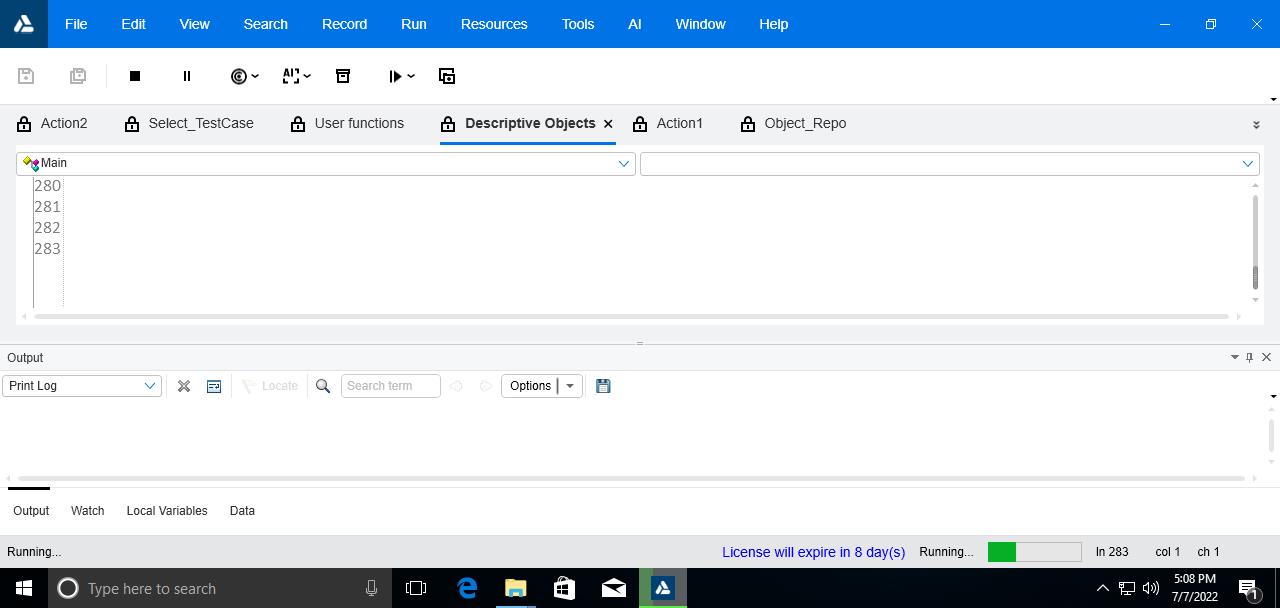 File Edit View Search Record Run Resources Tools AI Window Help
Action2 Select_TestCase User functions Descriptive Objects Action1 Object_Repo
Main
280
281
282
283
Output
Print Log Locate Search term Options
Output Watch Local Variables Data
Running... License will expire in 8 day(s) Running... ln 283 col 1 ch 1
Type here to search
5:08 PM
7/7/2022
1